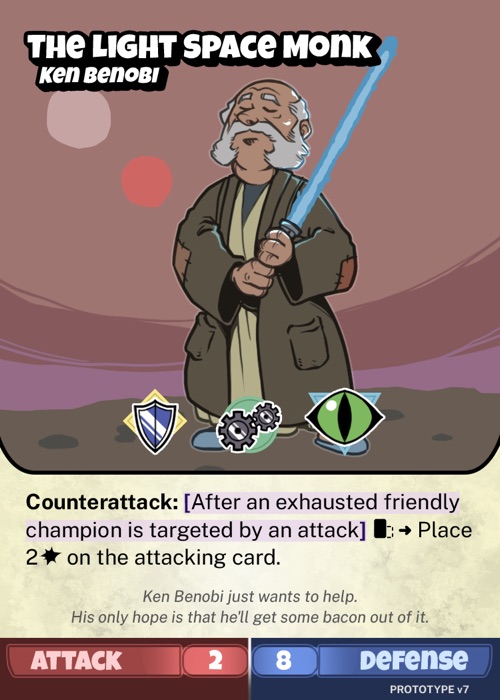 The Light Space Monk
Ken Benobi
Counterattack: [After an exhausted friendly
champion is targeted by an attack] ➜ Place
2 on the attacking card.
Ken Benobi just wants to help.
His only hope is that he'll get some bacon out of it.
ATTACK 2 8 DEFENSE
PROTOTYPE v7